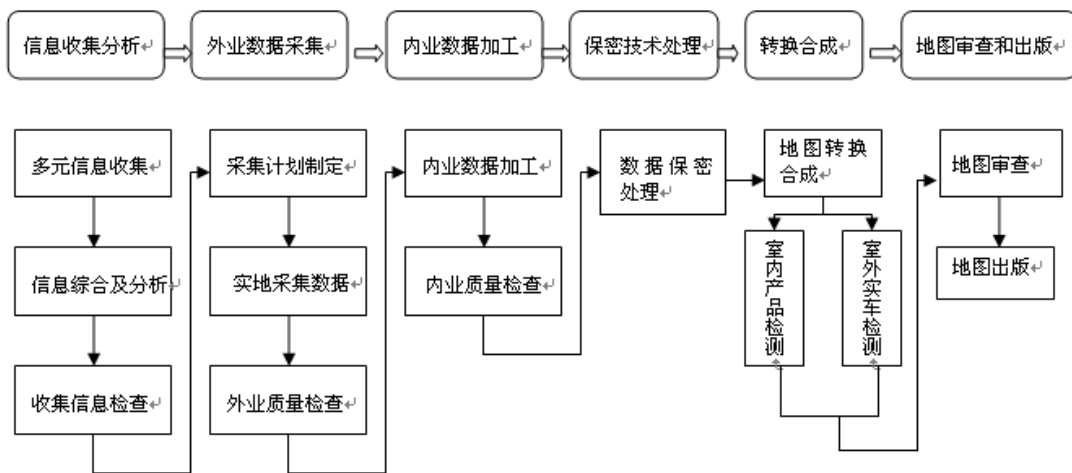 信息收集分析
外业数据采集
内业数据加工
保密技术处理
转换合成
地图审查和出版
多元信息收集
信息综合及分析
收集信息检查
采集计划制定
实地采集数据
外业质量检查
内业数据加工
内业质量检查
数据保密
处理
地图转换
合成
室内产品检测
室外实车检测
地图审查
地图出版